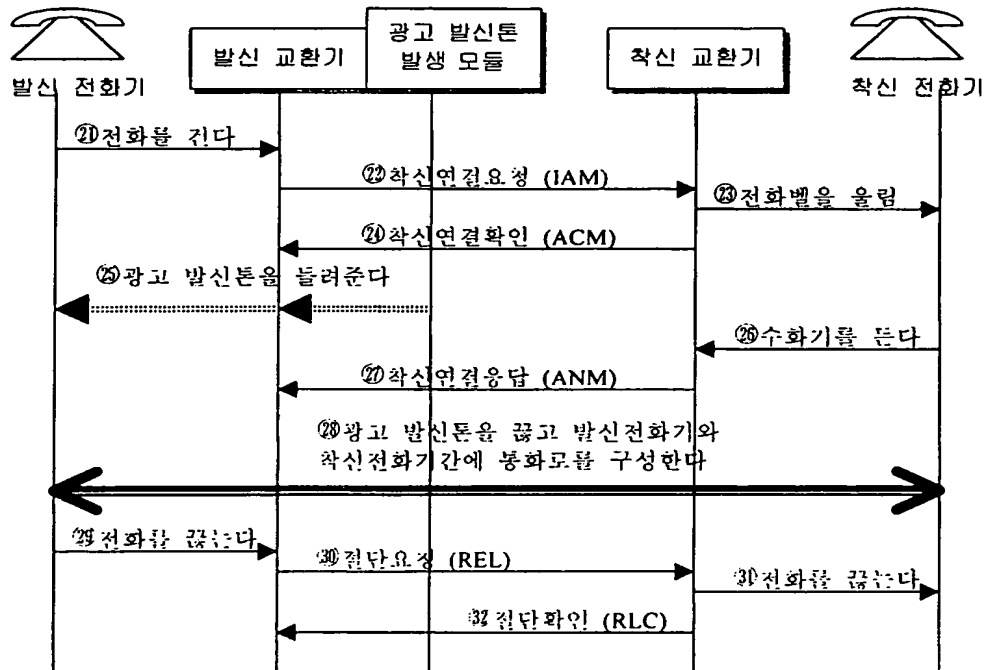 발신 전화기
발신 교환기
광고 발신톤
발생 모듈
착신 교환기
착신 전화기
㉑전화를 건다
㉒착신연결요청 (IAM)
㉓전화벨을 울림
㉔착신연결확인 (ACM)
㉕광고 발신톤을 들려준다
㉖수화기를 든다
㉗착신연결응답 (ANM)
㉘광고 발신톤을 끊고 발신전화기와
착신전화기간에 통화로를 구성한다
㉙전화를 끊는다
㉚절단요청 (REL)
㉛전화를 끊는다
㉜절단확인 (RLC)